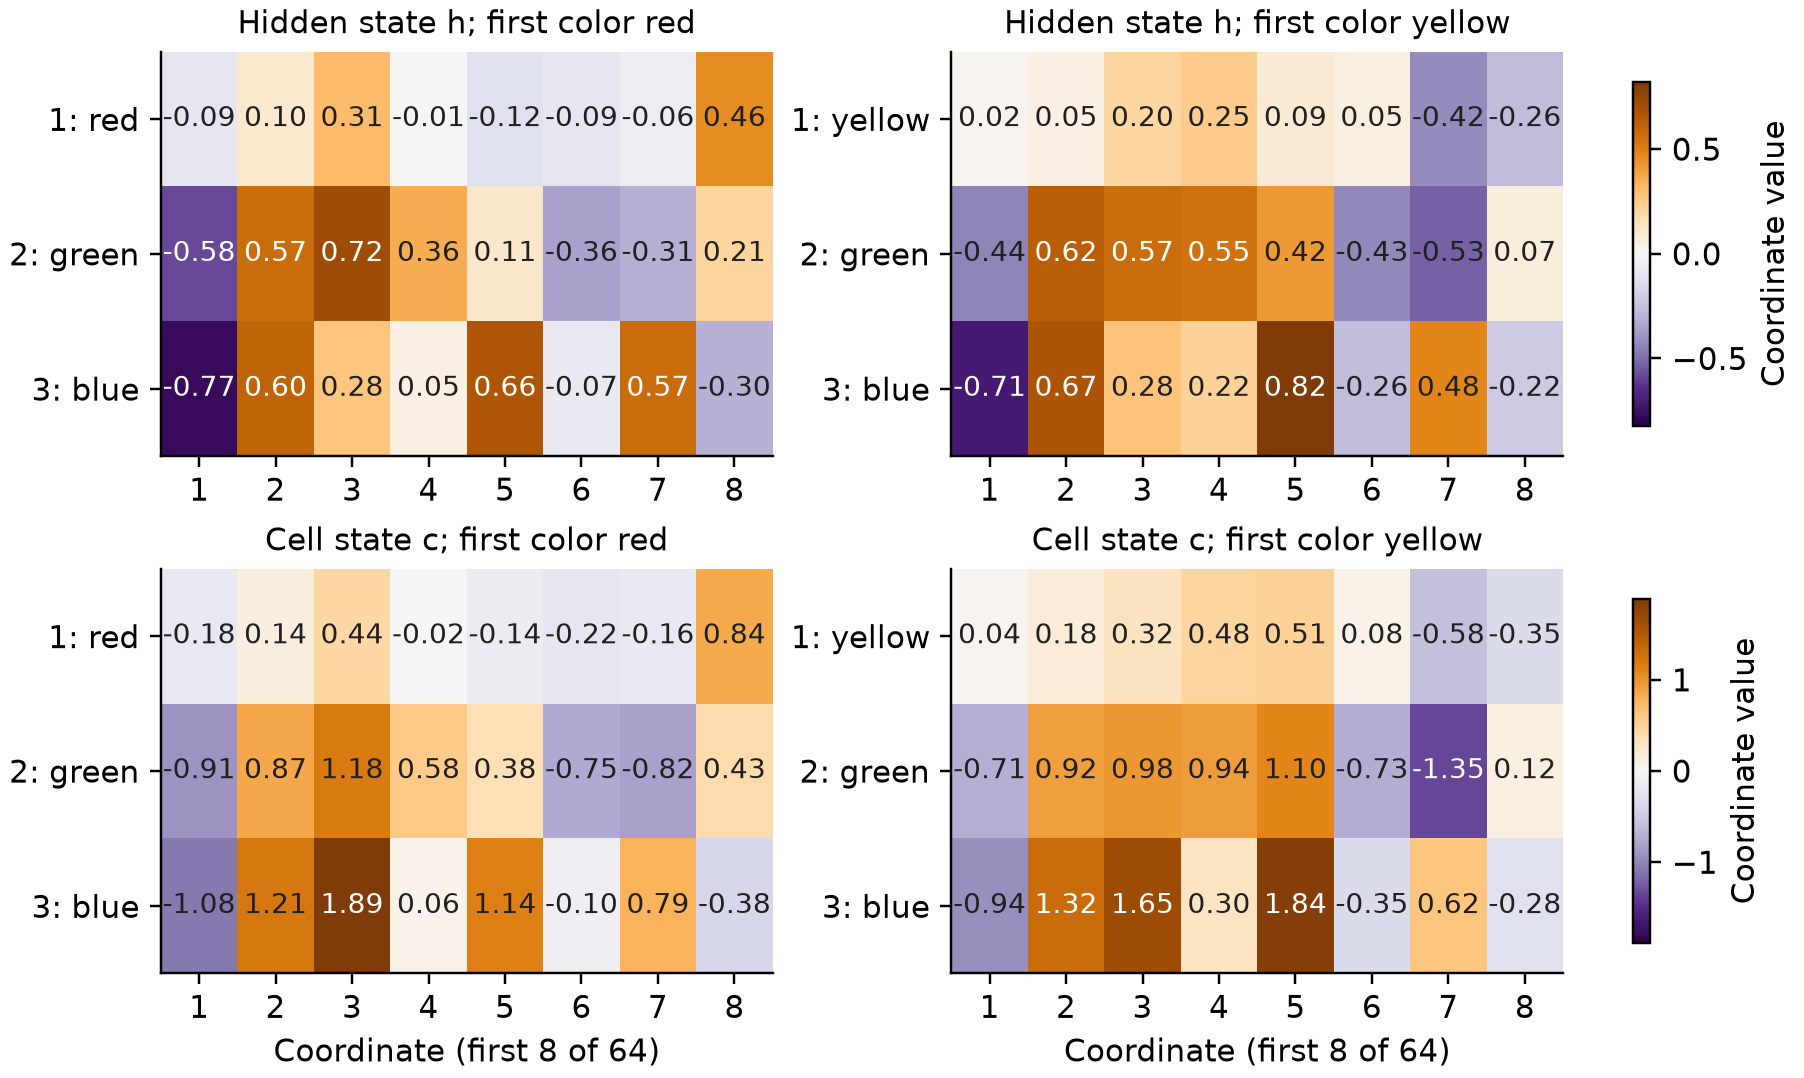 Hidden state h; first color red
1: red -0.09 0.10 0.31 -0.01 -0.12 -0.09 -0.06 0.46
2: green -0.58 0.57 0.72 0.36 0.11 -0.36 -0.31 0.21
3: blue -0.77 0.60 0.28 0.05 0.66 -0.07 0.57 -0.30
1 2 3 4 5 6 7 8
Hidden state h; first color yellow
1: yellow 0.02 0.05 0.20 0.25 0.09 0.05 -0.42 -0.26
2: green -0.44 0.62 0.57 0.55 0.42 -0.43 -0.53 0.07
3: blue -0.71 0.67 0.28 0.22 0.82 -0.26 0.48 -0.22
1 2 3 4 5 6 7 8
0.5
0.0
−0.5
Coordinate value
Cell state c; first color red
1: red -0.18 0.14 0.44 -0.02 -0.14 -0.22 -0.16 0.84
2: green -0.91 0.87 1.18 0.58 0.38 -0.75 -0.82 0.43
3: blue -1.08 1.21 1.89 0.06 1.14 -0.10 0.79 -0.38
1 2 3 4 5 6 7 8
Coordinate (first 8 of 64)
Cell state c; first color yellow
1: yellow 0.04 0.18 0.32 0.48 0.51 0.08 -0.58 -0.35
2: green -0.71 0.92 0.98 0.94 1.10 -0.73 -1.35 0.12
3: blue -0.94 1.32 1.65 0.30 1.84 -0.35 0.62 -0.28
1 2 3 4 5 6 7 8
Coordinate (first 8 of 64)
1
0
−1
Coordinate value